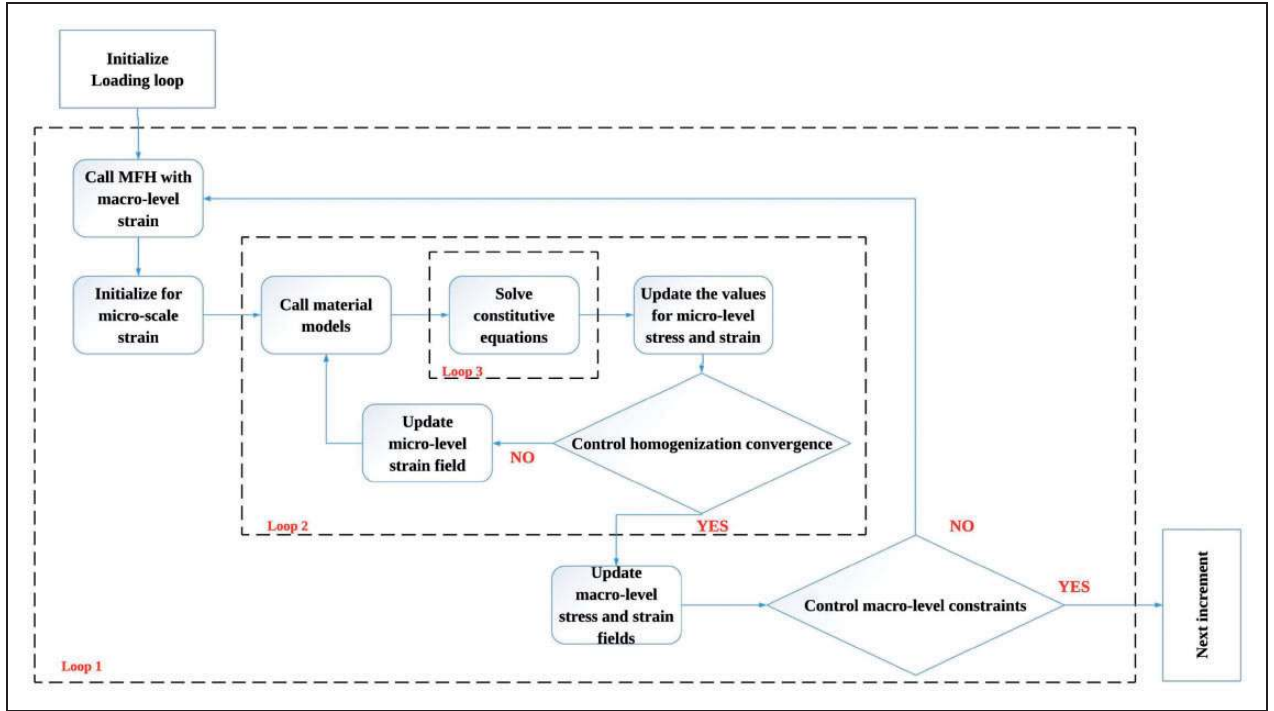 Initialize
Loading loop
Call MFH with
macro-level
strain
Initialize for
micro-scale
strain
Call material
models
Solve
constitutive
equations
Loop 3
Update the values
for micro-level
stress and strain
Control homogenization convergence
NO
Update
micro-level
strain field
Loop 2
YES
Update
macro-level
stress and strain
fields
Control macro-level constraints
NO
YES
Next increment
Loop 1